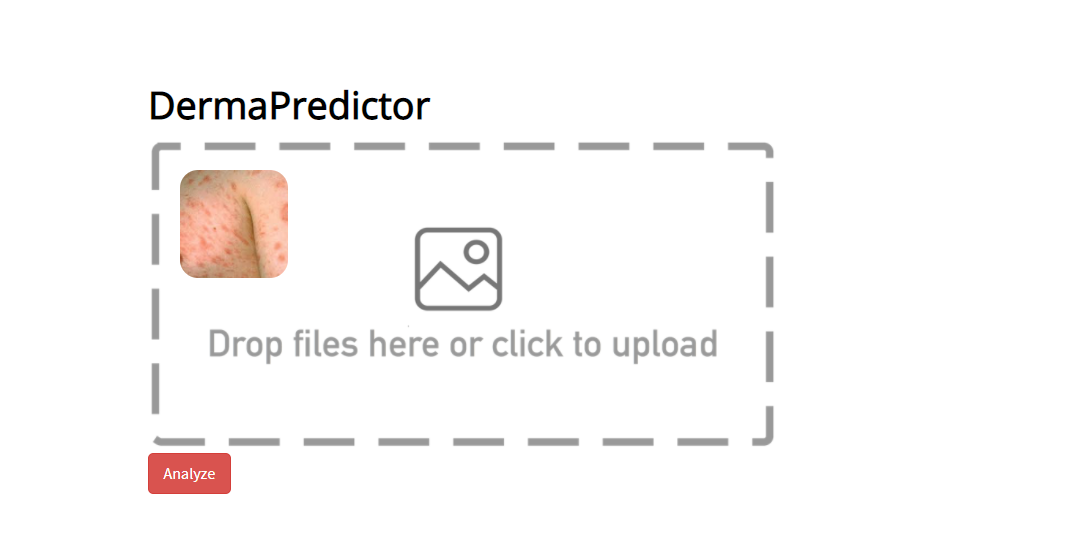 DermaPredictor
Drop files here or click to upload
Analyze